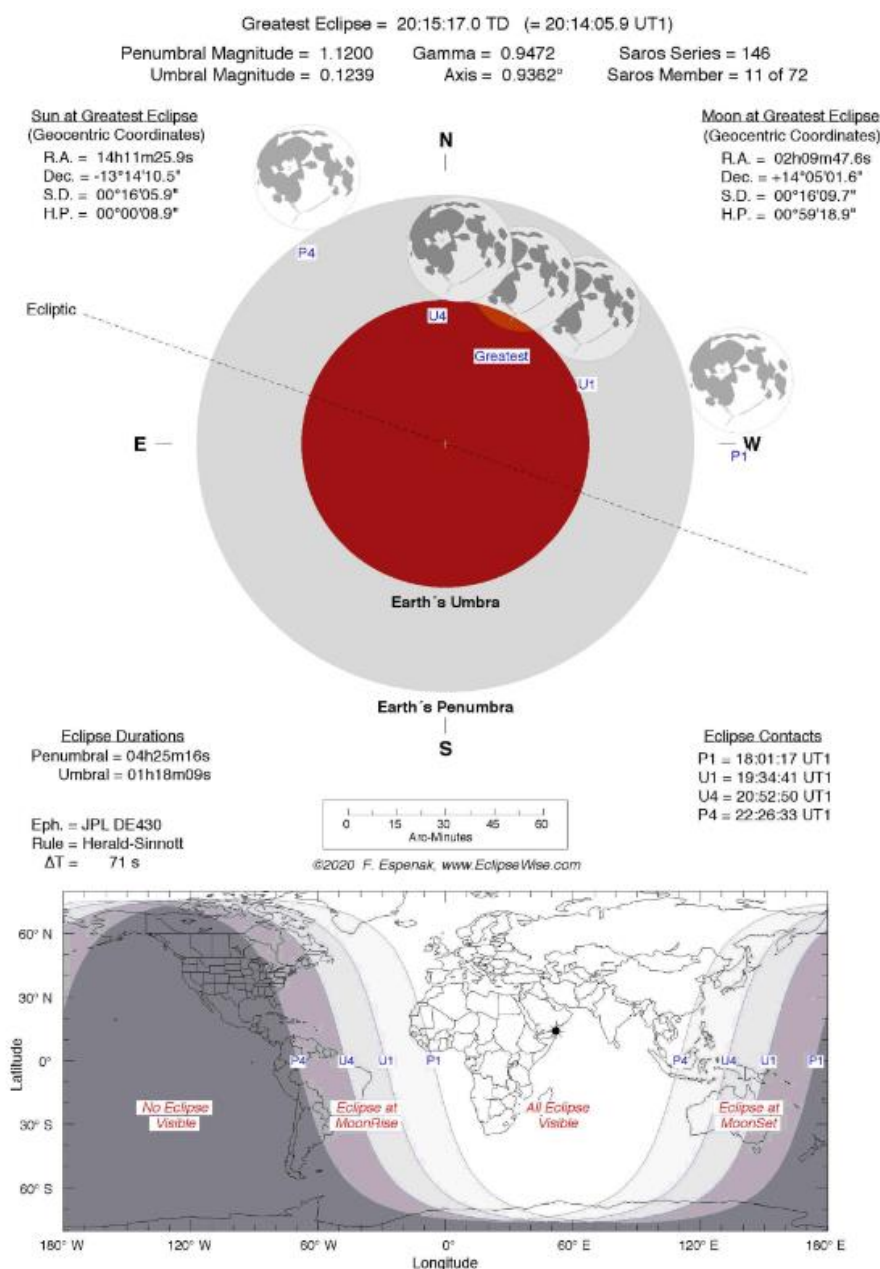 Greatest Eclipse = 20:15:17.0 TD (= 20:14:05.9 UT1)
Penumbral Magnitude = 1.1200 Gamma = 0.9472 Saros Series = 146
Umbral Magnitude = 0.1239 Axis = 0.9362° Saros Member = 11 of 72
Sun at Greatest Eclipse
(Geocentric Coordinates)
R.A. = 14h11m25.9s
Dec. = -13°14'10.5"
S.D. = 00°16'05.9"
H.P. = 00°00'08.9"
Moon at Greatest Eclipse
(Geocentric Coordinates)
R.A. = 02h09m47.6s
Dec. = +14°05'01.6"
S.D. = 00°16'09.7"
H.P. = 00°59'18.9"
N
P4
Ecliptic
U4
Greatest
U1
E
W
P1
Earth´s Umbra
Earth´s Penumbra
S
Eclipse Durations
Penumbral = 04h25m16s
Umbral = 01h18m09s
Eclipse Contacts
P1 = 18:01:17 UT1
U1 = 19:34:41 UT1
U4 = 20:52:50 UT1
P4 = 22:26:33 UT1
Eph. = JPL DE430
Rule = Herald-Sinnott
ΔT = 71 s
0 15 30 45 60
Arc-Minutes
©2020 F. Espenak, www.EclipseWise.com
Latitude
60° N
30° N
0°
30° S
60° S
P4 U4 U1 P1 P4 U4 U1 P1
No Eclipse
Visible
Eclipse at
MoonRise
All Eclipse
Visible
Eclipse at
MoonSet
180° W 120° W 60° W 0° 60° E 120° E 180° E
Longitude